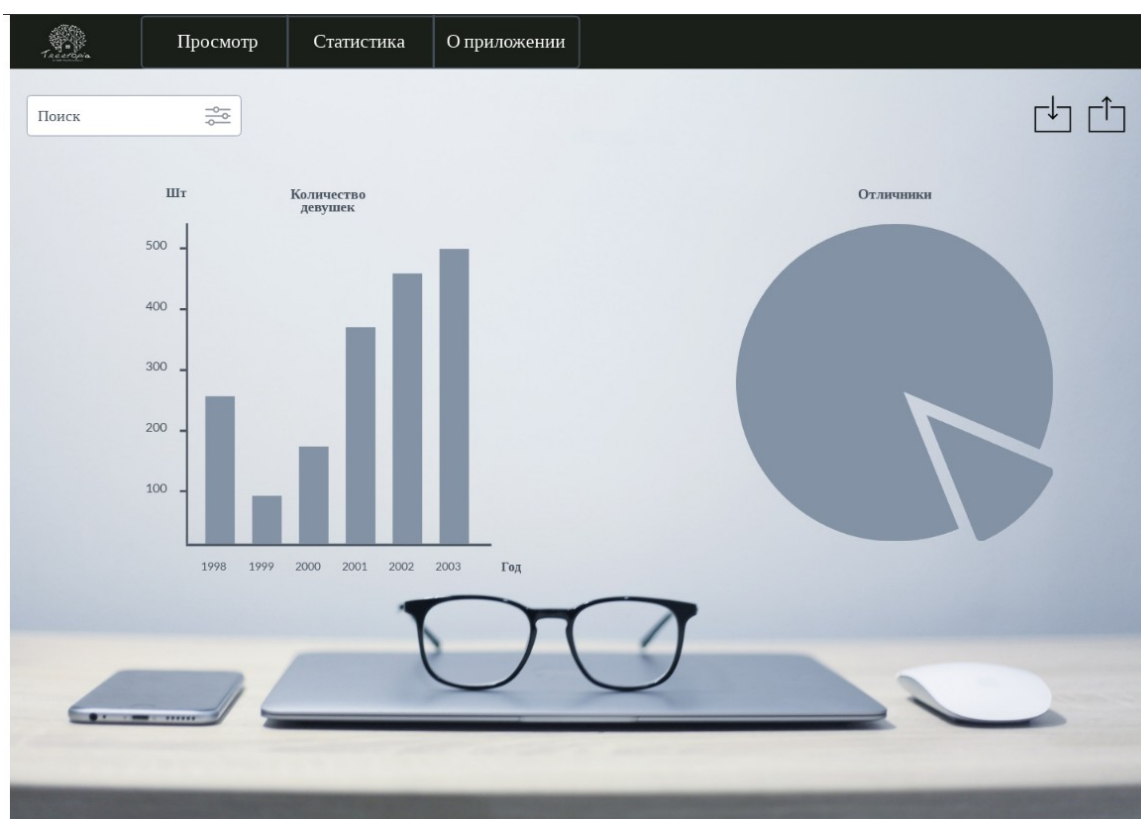 Treetopia
Просмотр
Статистика
О приложении
Поиск
Шт
Количество
девушек
500
400
300
200
100
1998 1999 2000 2001 2002 2003
Год
Отличники